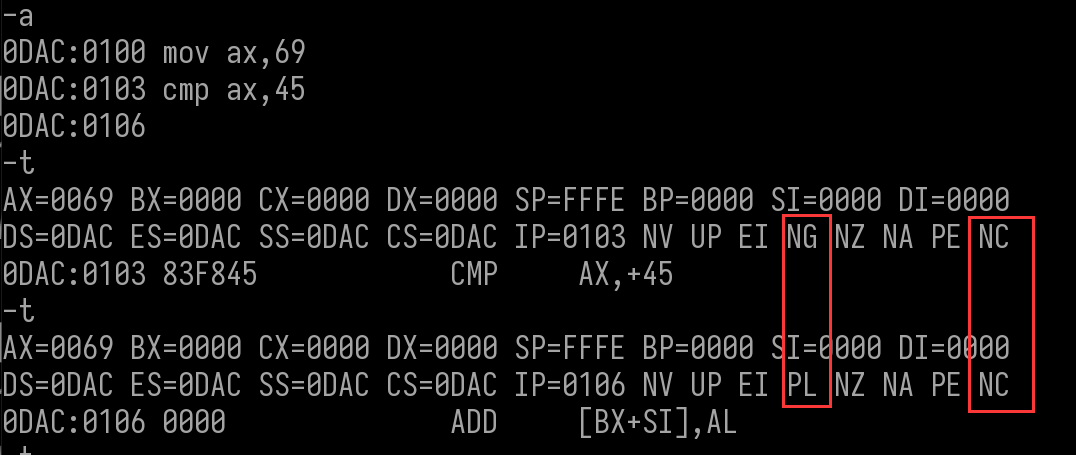 -a
0DAC:0100 mov ax,69
0DAC:0103 cmp ax,45
0DAC:0106
-t
AX=0069 BX=0000 CX=0000 DX=0000 SP=FFFE BP=0000 SI=0000 DI=0000
DS=0DAC ES=0DAC SS=0DAC CS=0DAC IP=0103 NV UP EI NG NZ NA PE NC
0DAC:0103 83F845 CMP AX,+45
-t
AX=0069 BX=0000 CX=0000 DX=0000 SP=FFFE BP=0000 SI=0000 DI=0000
DS=0DAC ES=0DAC SS=0DAC CS=0DAC IP=0106 NV UP EI PL NZ NA PE NC
0DAC:0106 0000 ADD [BX+SI],AL